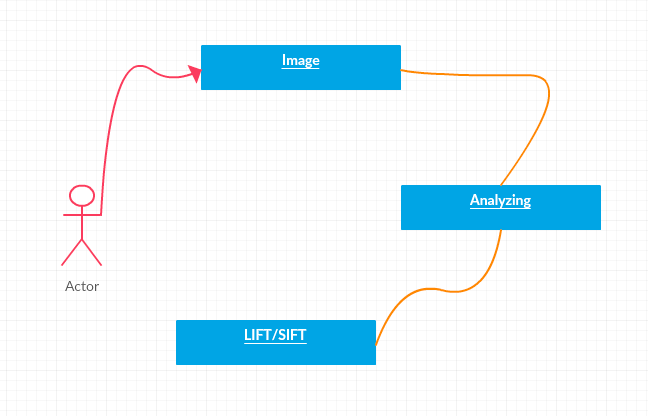 Image
Analyzing
Actor
LIFT/SIFT